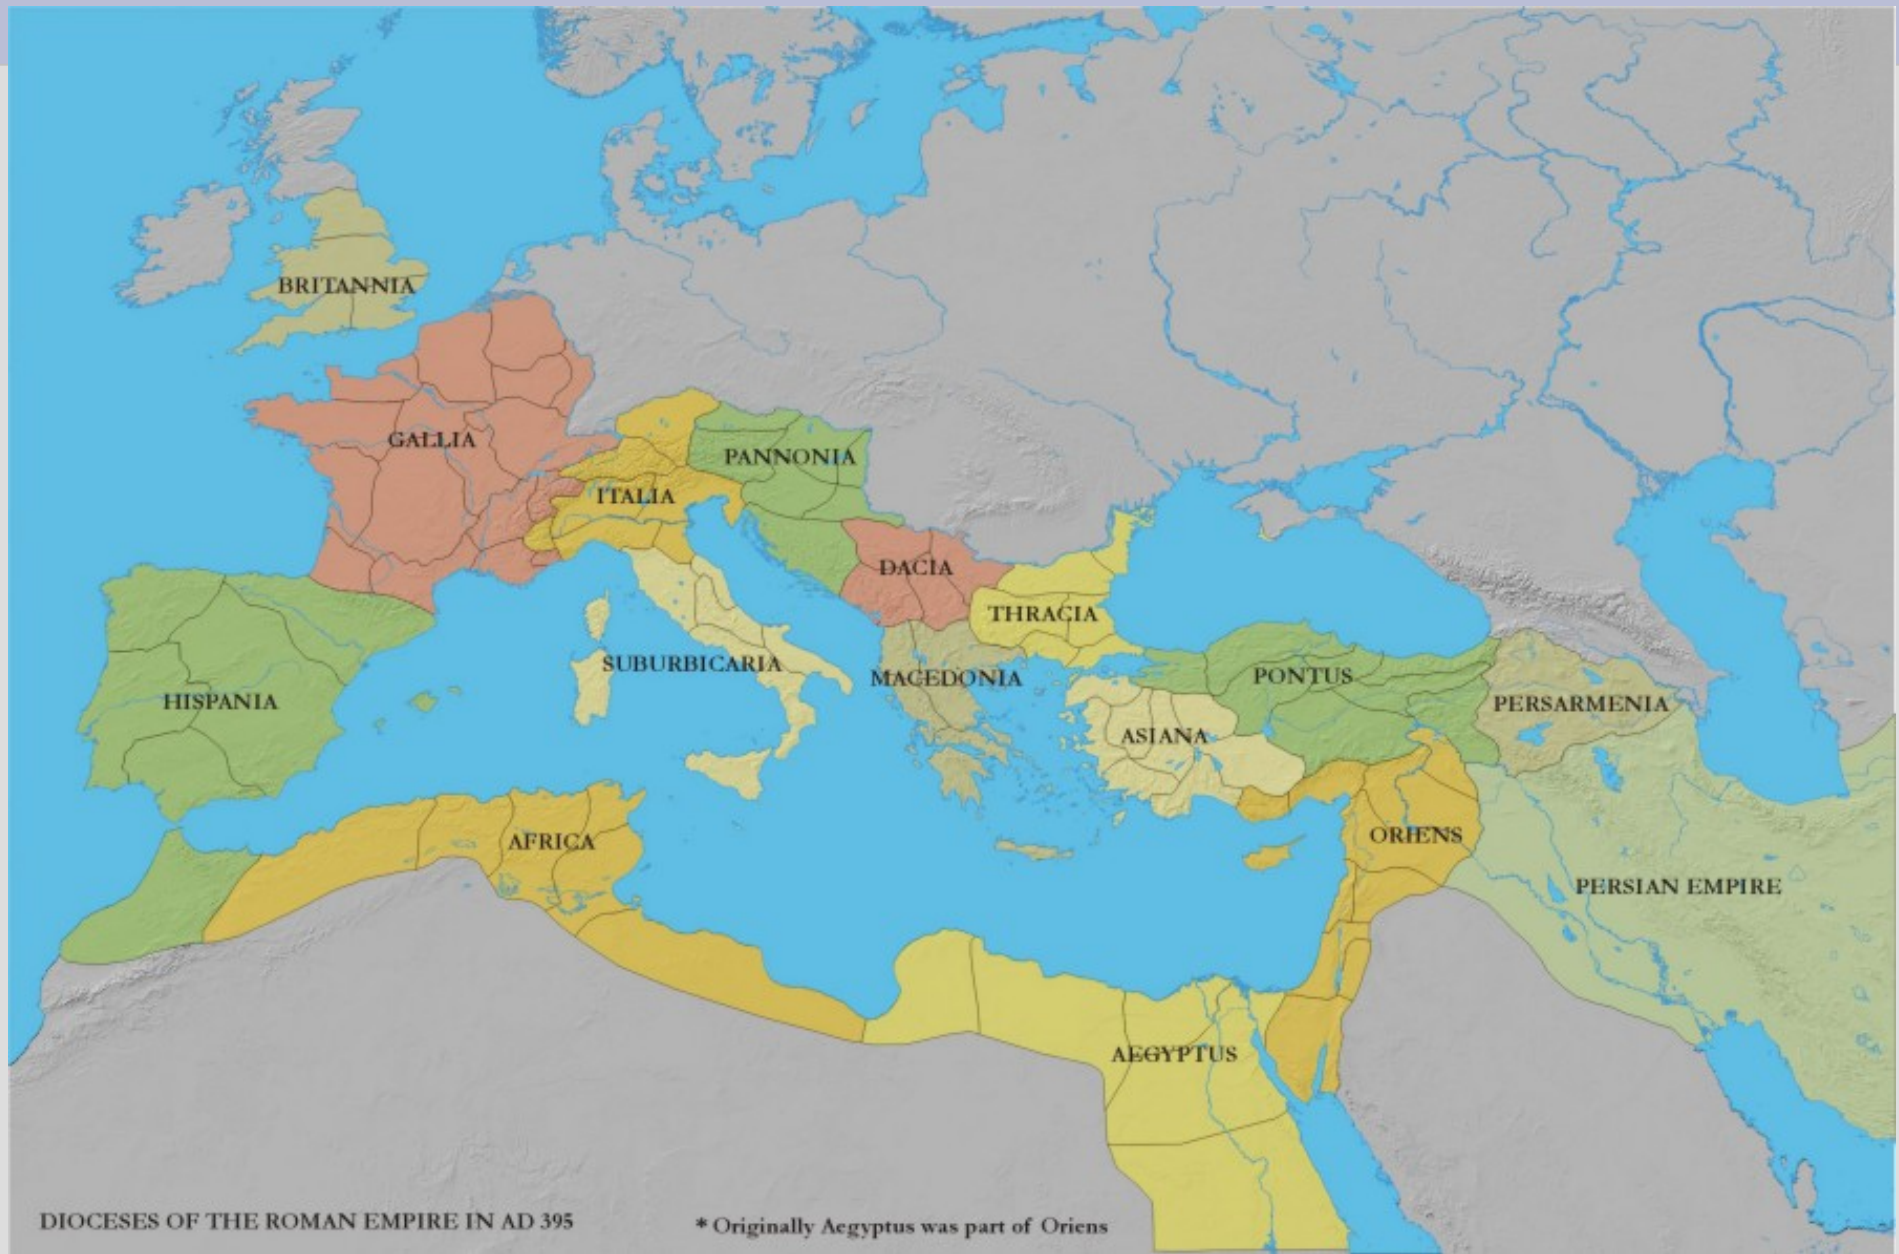 BRITANNIA
GALLIA
PANNONIA
ITALIA
DACIA
THRACIA
SUBURBICARIA
MACEDONIA
PONTUS
HISPANIA
PERSARMENIA
ASIANA
AFRICA
ORIENS
PERSIAN EMPIRE
AEGYPTUS
DIOCESES OF THE ROMAN EMPIRE IN AD 395
* Originally Aegyptus was part of Oriens